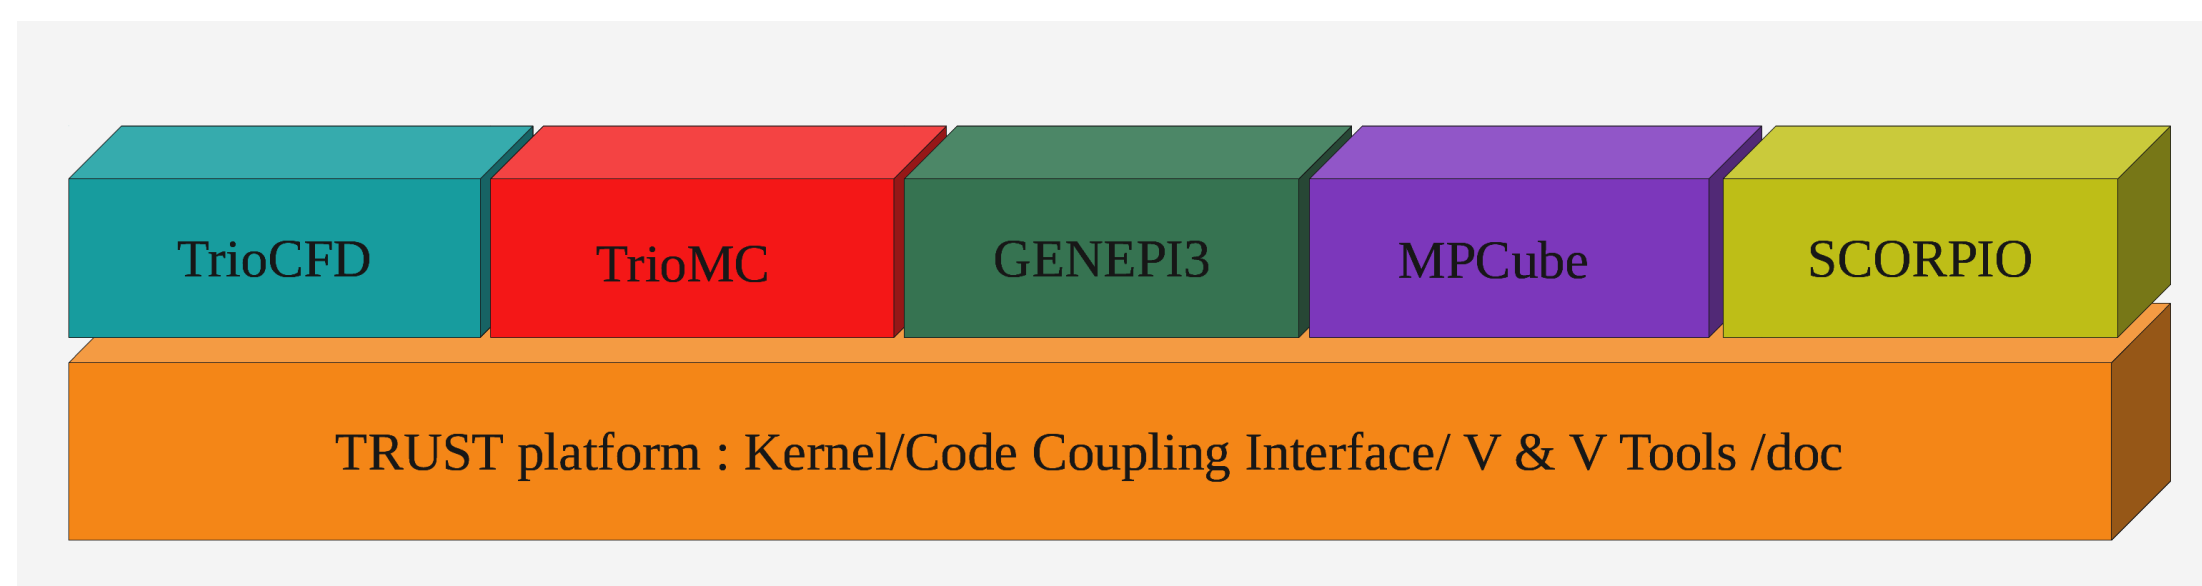 TrioCFD
TrioMC
GENEPI3
MPCube
SCORPIO
TRUST platform : Kernel/Code Coupling Interface/ V & V Tools /doc